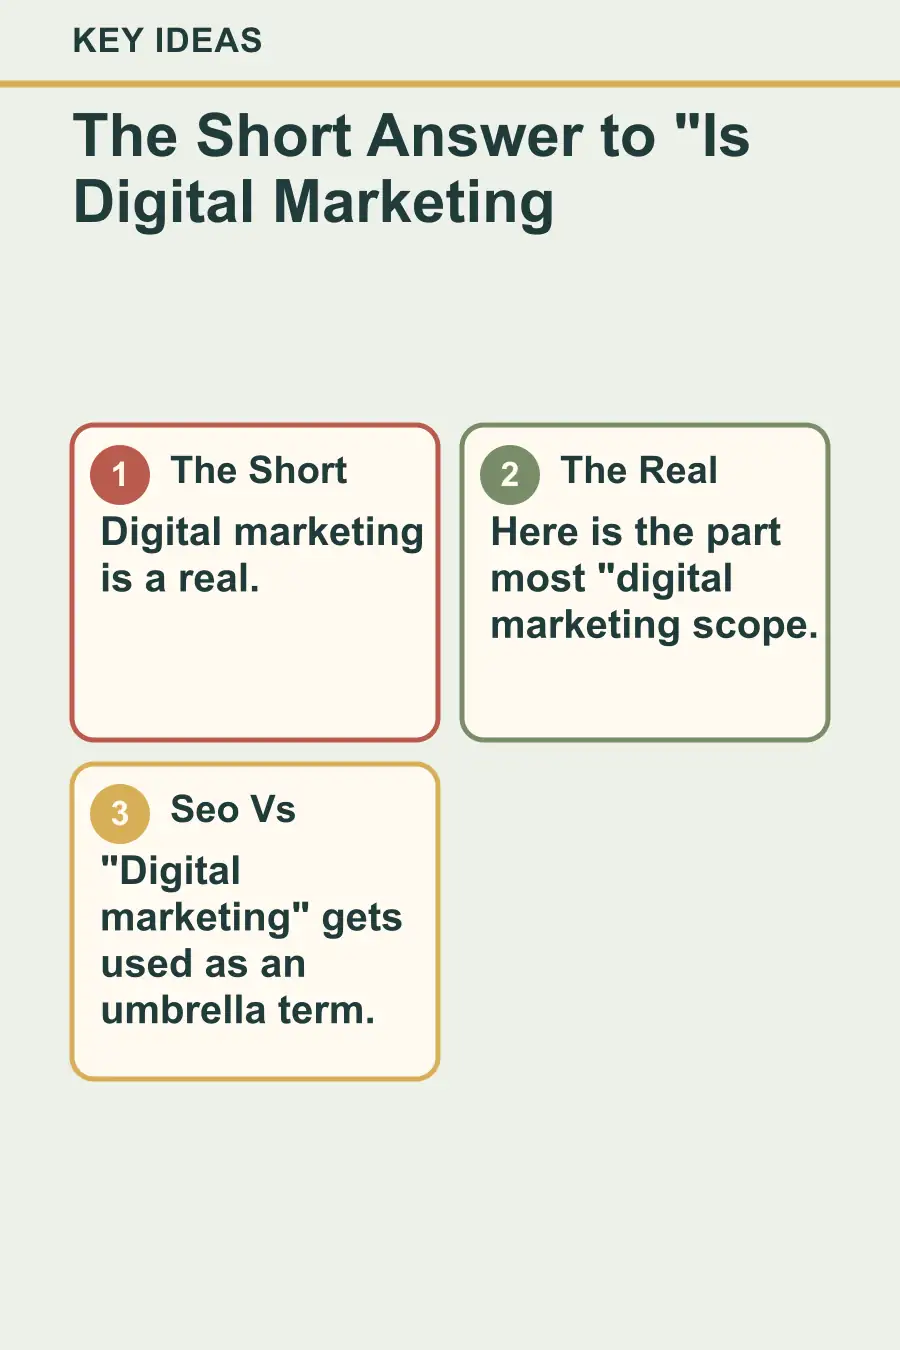 KEY IDEAS
The Short Answer to "Is
Digital Marketing
1
The Short
Digital marketing
is a real.
2
The Real
Here is the part
most "digital
marketing scope.
3
Seo Vs
"Digital
marketing" gets
used as an
umbrella term.